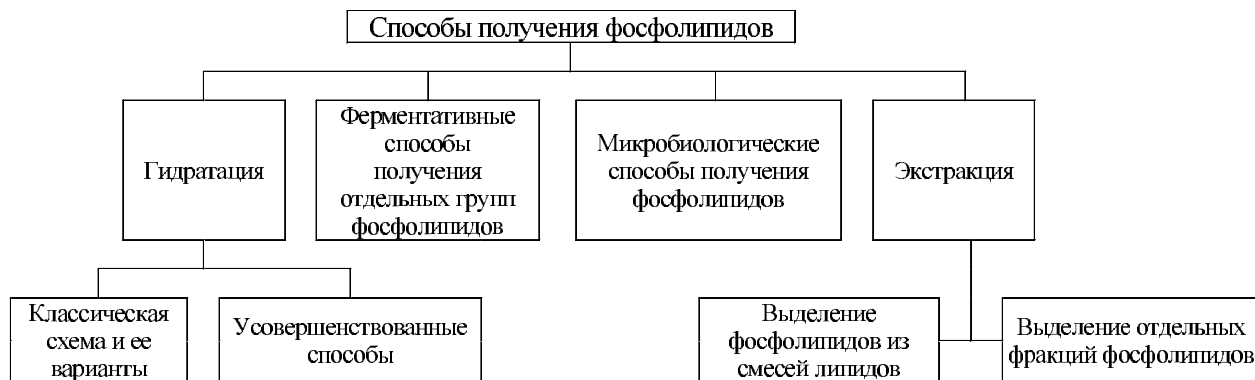 Способы получения фосфолипидов
Гидратация
Ферментативные
способы
получения
отдельных групп
фосфолипидов
Микробиологические
способы получения
фосфолипидов
Экстракция
Классическая
схема и ее
варианты
Усовершенствованные
способы
Выделение
фосфолипидов из
смесей липидов
Выделение отдельных
фракций фосфолипидов